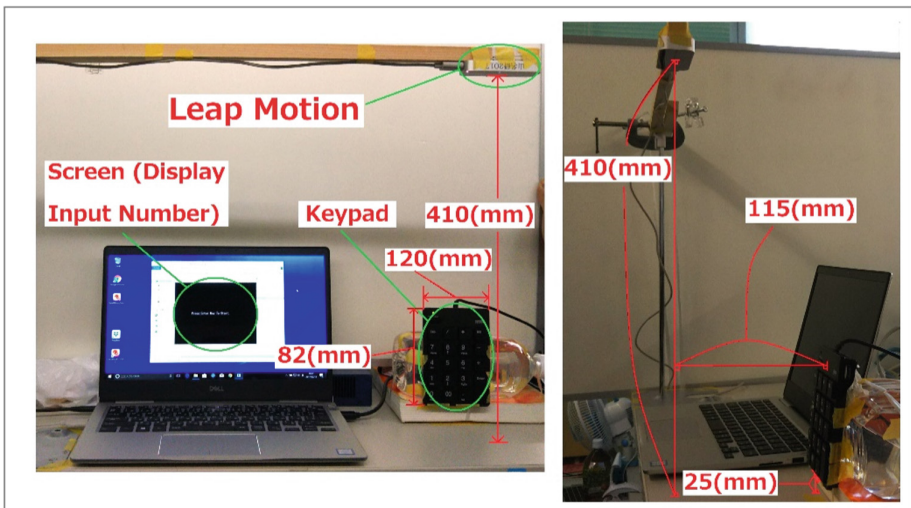 Leap Motion
Screen (Display
Input Number)
Keypad
410(mm)
120(mm)
82(mm)
DELL
410(mm)
115(mm)
25(mm)